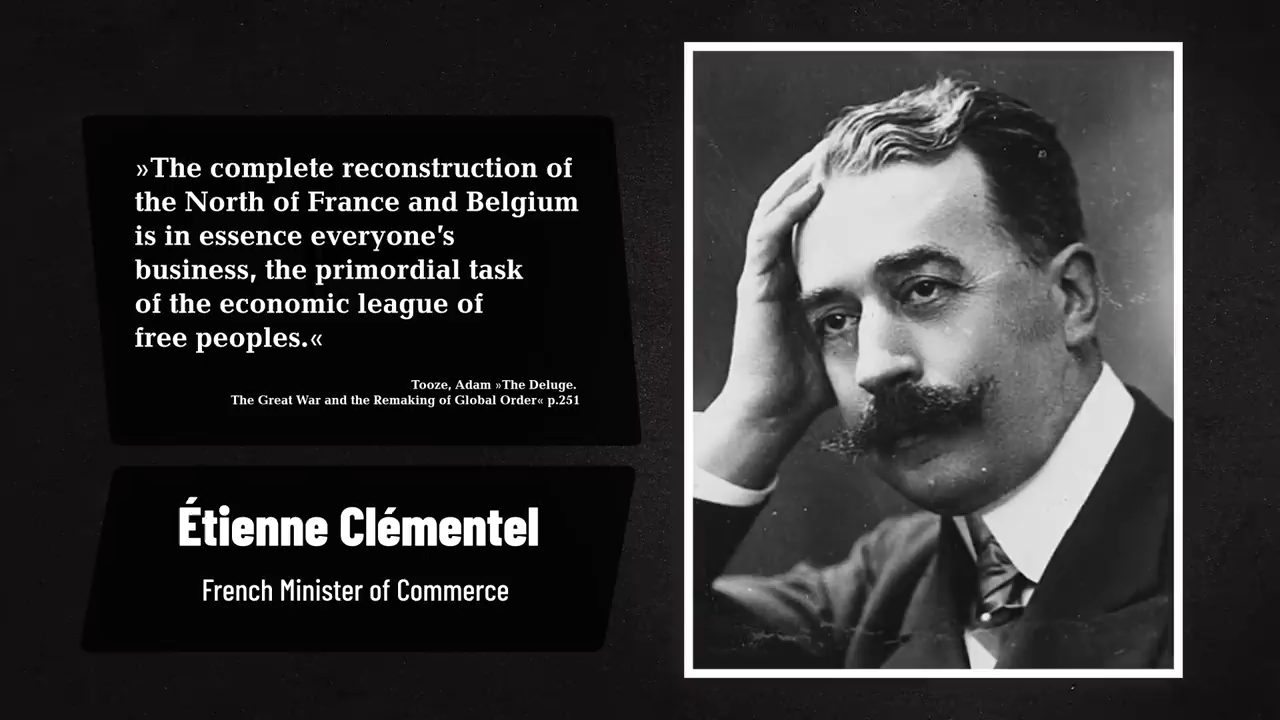 »The complete reconstruction of
the North of France and Belgium
is in essence everyone's
business, the primordial task
of the economic league of
free peoples.«
Tooze, Adam »The Deluge.
The Great War and the Remaking of Global Order« p.251
Étienne Clémentel
French Minister of Commerce